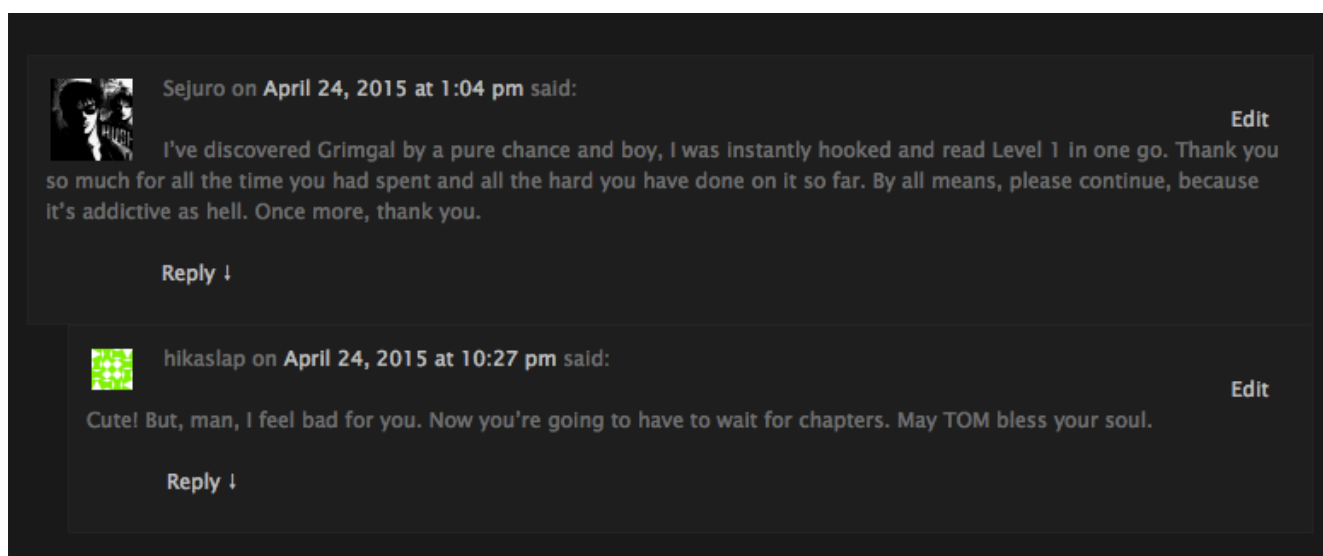 Sejuro on April 24, 2015 at 1:04 pm said:
Edit
I've discovered Grimgal by a pure chance and boy, I was instantly hooked and read Level 1 in one go. Thank you
so much for all the time you had spent and all the hard you have done on it so far. By all means, please continue, because
it's addictive as hell. Once more, thank you.
Reply ↓
hikaslap on April 24, 2015 at 10:27 pm said:
Edit
Cute! But, man, I feel bad for you. Now you're going to have to wait for chapters. May TOM bless your soul.
Reply ↓